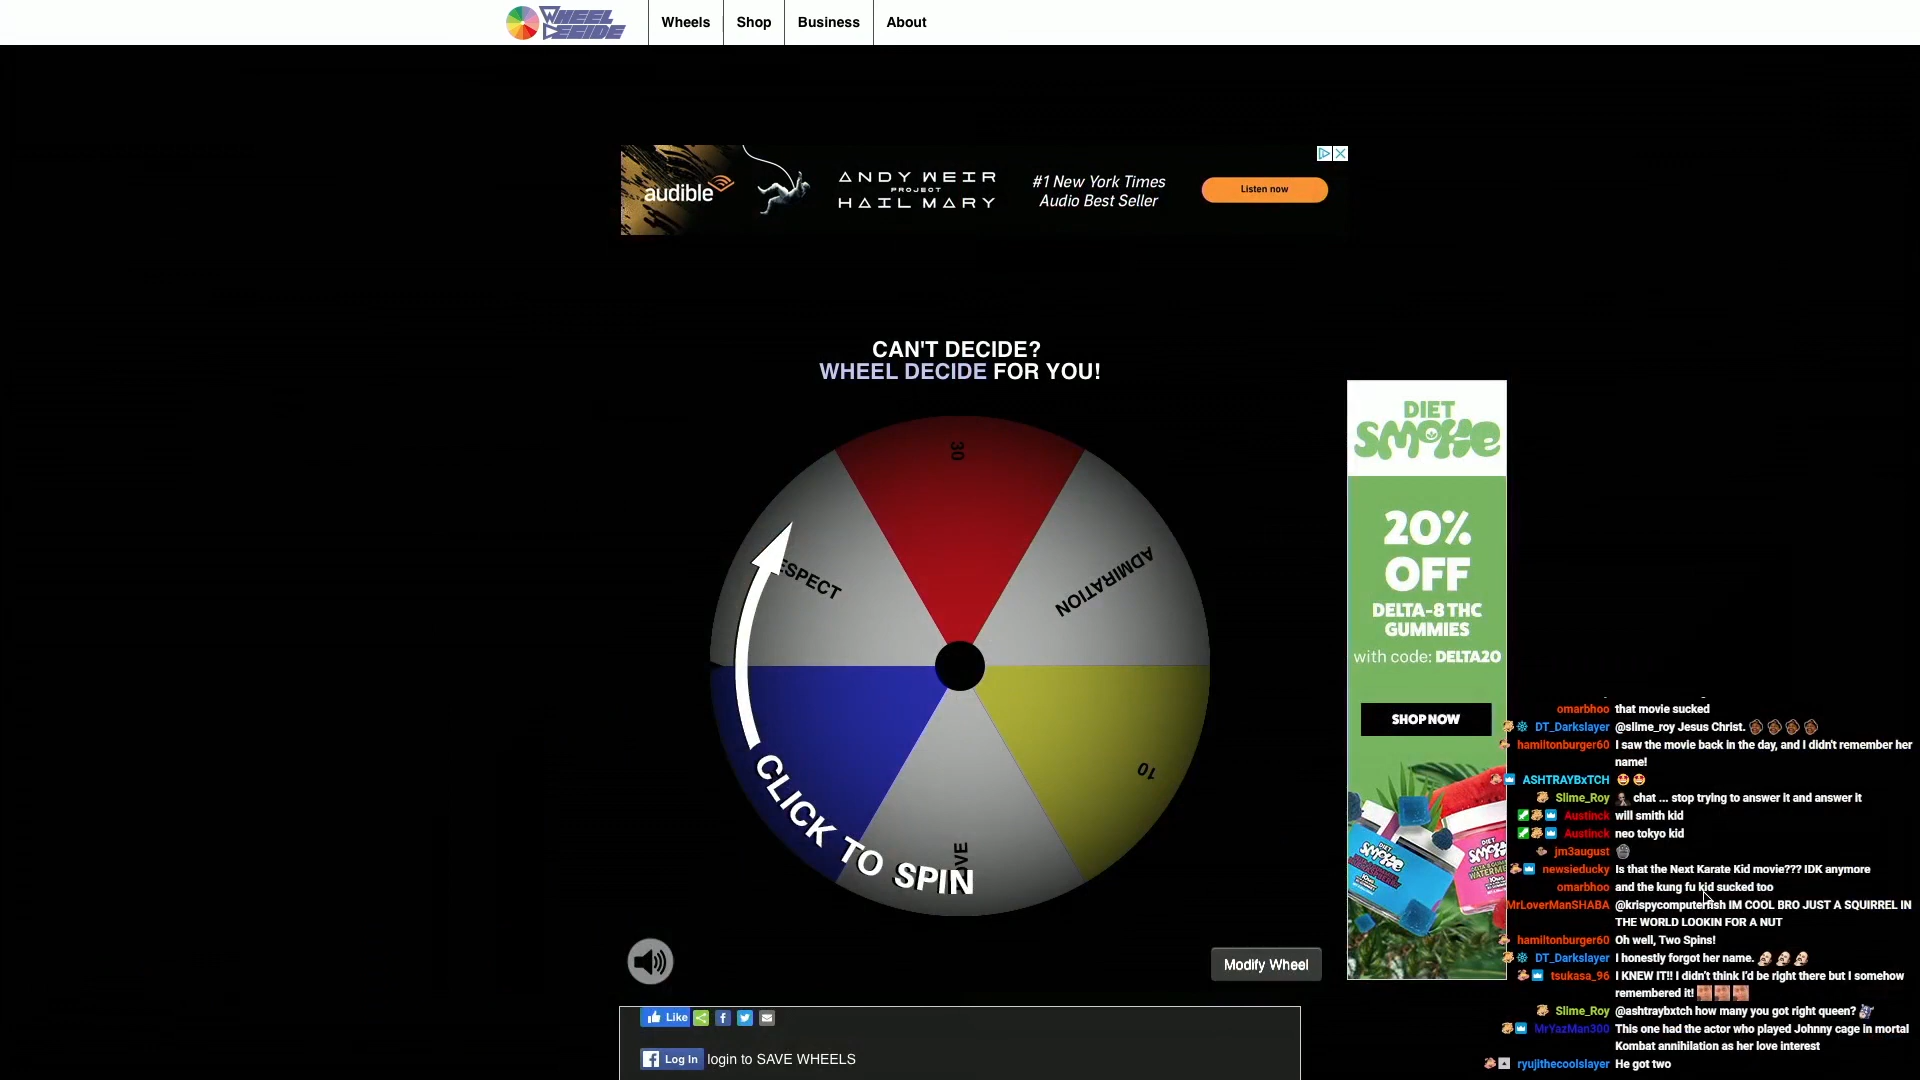 WHEEL DECIDE
Wheels
Shop
Business
About
audible
ANDY WEIR
PROJECT
HAIL MARY
#1 New York Times
Audio Best Seller
Listen now
CAN'T DECIDE?
WHEEL DECIDE FOR YOU!
30
ESPECT
ADMIRATION
10
VE
CLICK TO SPIN
Modify Wheel
DIET
SMOKE
20%
OFF
DELTA-8 THC
GUMMIES
with code: DELTA20
SHOP NOW
Like
Log In login to SAVE WHEELS
omarbhoo that movie sucked
DT_Darkslayer @slime_roy Jesus Christ.
hamiltonburger60 I saw the movie back in the day, and I didn't remember her
name!
ASHTRAYBxTCH
Slime_Roy chat ... stop trying to answer it and answer it
Austinck will smith kid
Austinck neo tokyo kid
jm3august
newsieducky Is that the Next Karate Kid movie??? IDK anymore
omarbhoo and the kung fu kid sucked too
MrLoverManSHABA @krispycomputerfish IM COOL BRO JUST A SQUIRREL IN
THE WORLD LOOKIN FOR A NUT
hamiltonburger60 Oh well, Two Spins!
DT_Darkslayer I honestly forgot her name.
tsukasa_96 I KNEW IT!! I didn't think I'd be right there but I somehow
remembered it!
Slime_Roy @ashtraybxtch how many you got right queen?
MrYazMan300 This one had the actor who played Johnny cage in mortal
Kombat annihilation as her love interest
ryujithecoolslayer He got two